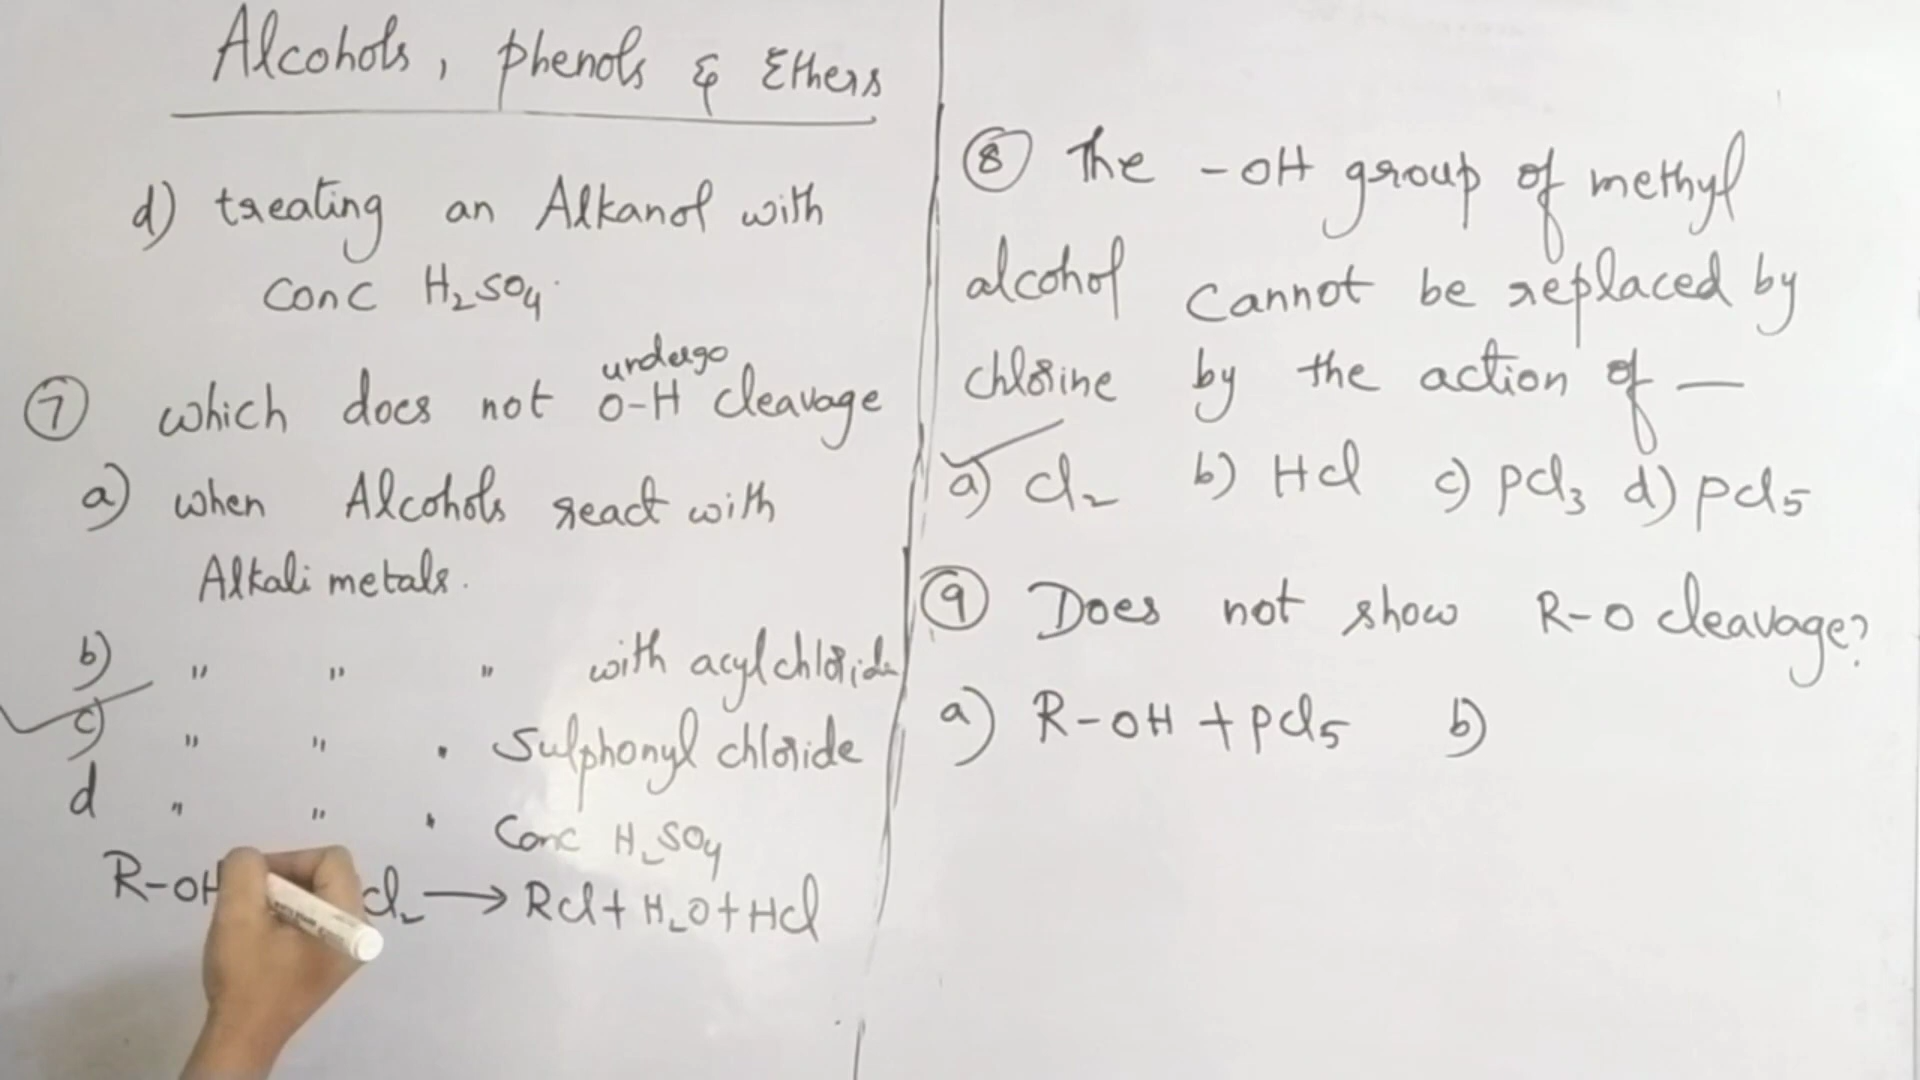 Alcohols, phenols & Ethers
d) treating an Alkanol with
conc H₂SO₄
undergo
⑦ which does not O-H cleavage
a) when Alcohols react with
Alkali metals.
b) " " " with acylchloride
c) " " " Sulphonyl chloride
d " " " Conc H₂SO₄
R-OH cl₂ → Rcl + H₂O + Hcl
⑧ The -OH group of methyl
alcohol cannot be replaced by
chlorine by the action of —
a) cl₂ b) Hcl c) pcl₃ d) pcl₅
⑨ Does not show R-O cleavage?
a) R-OH + pcl₅ b)